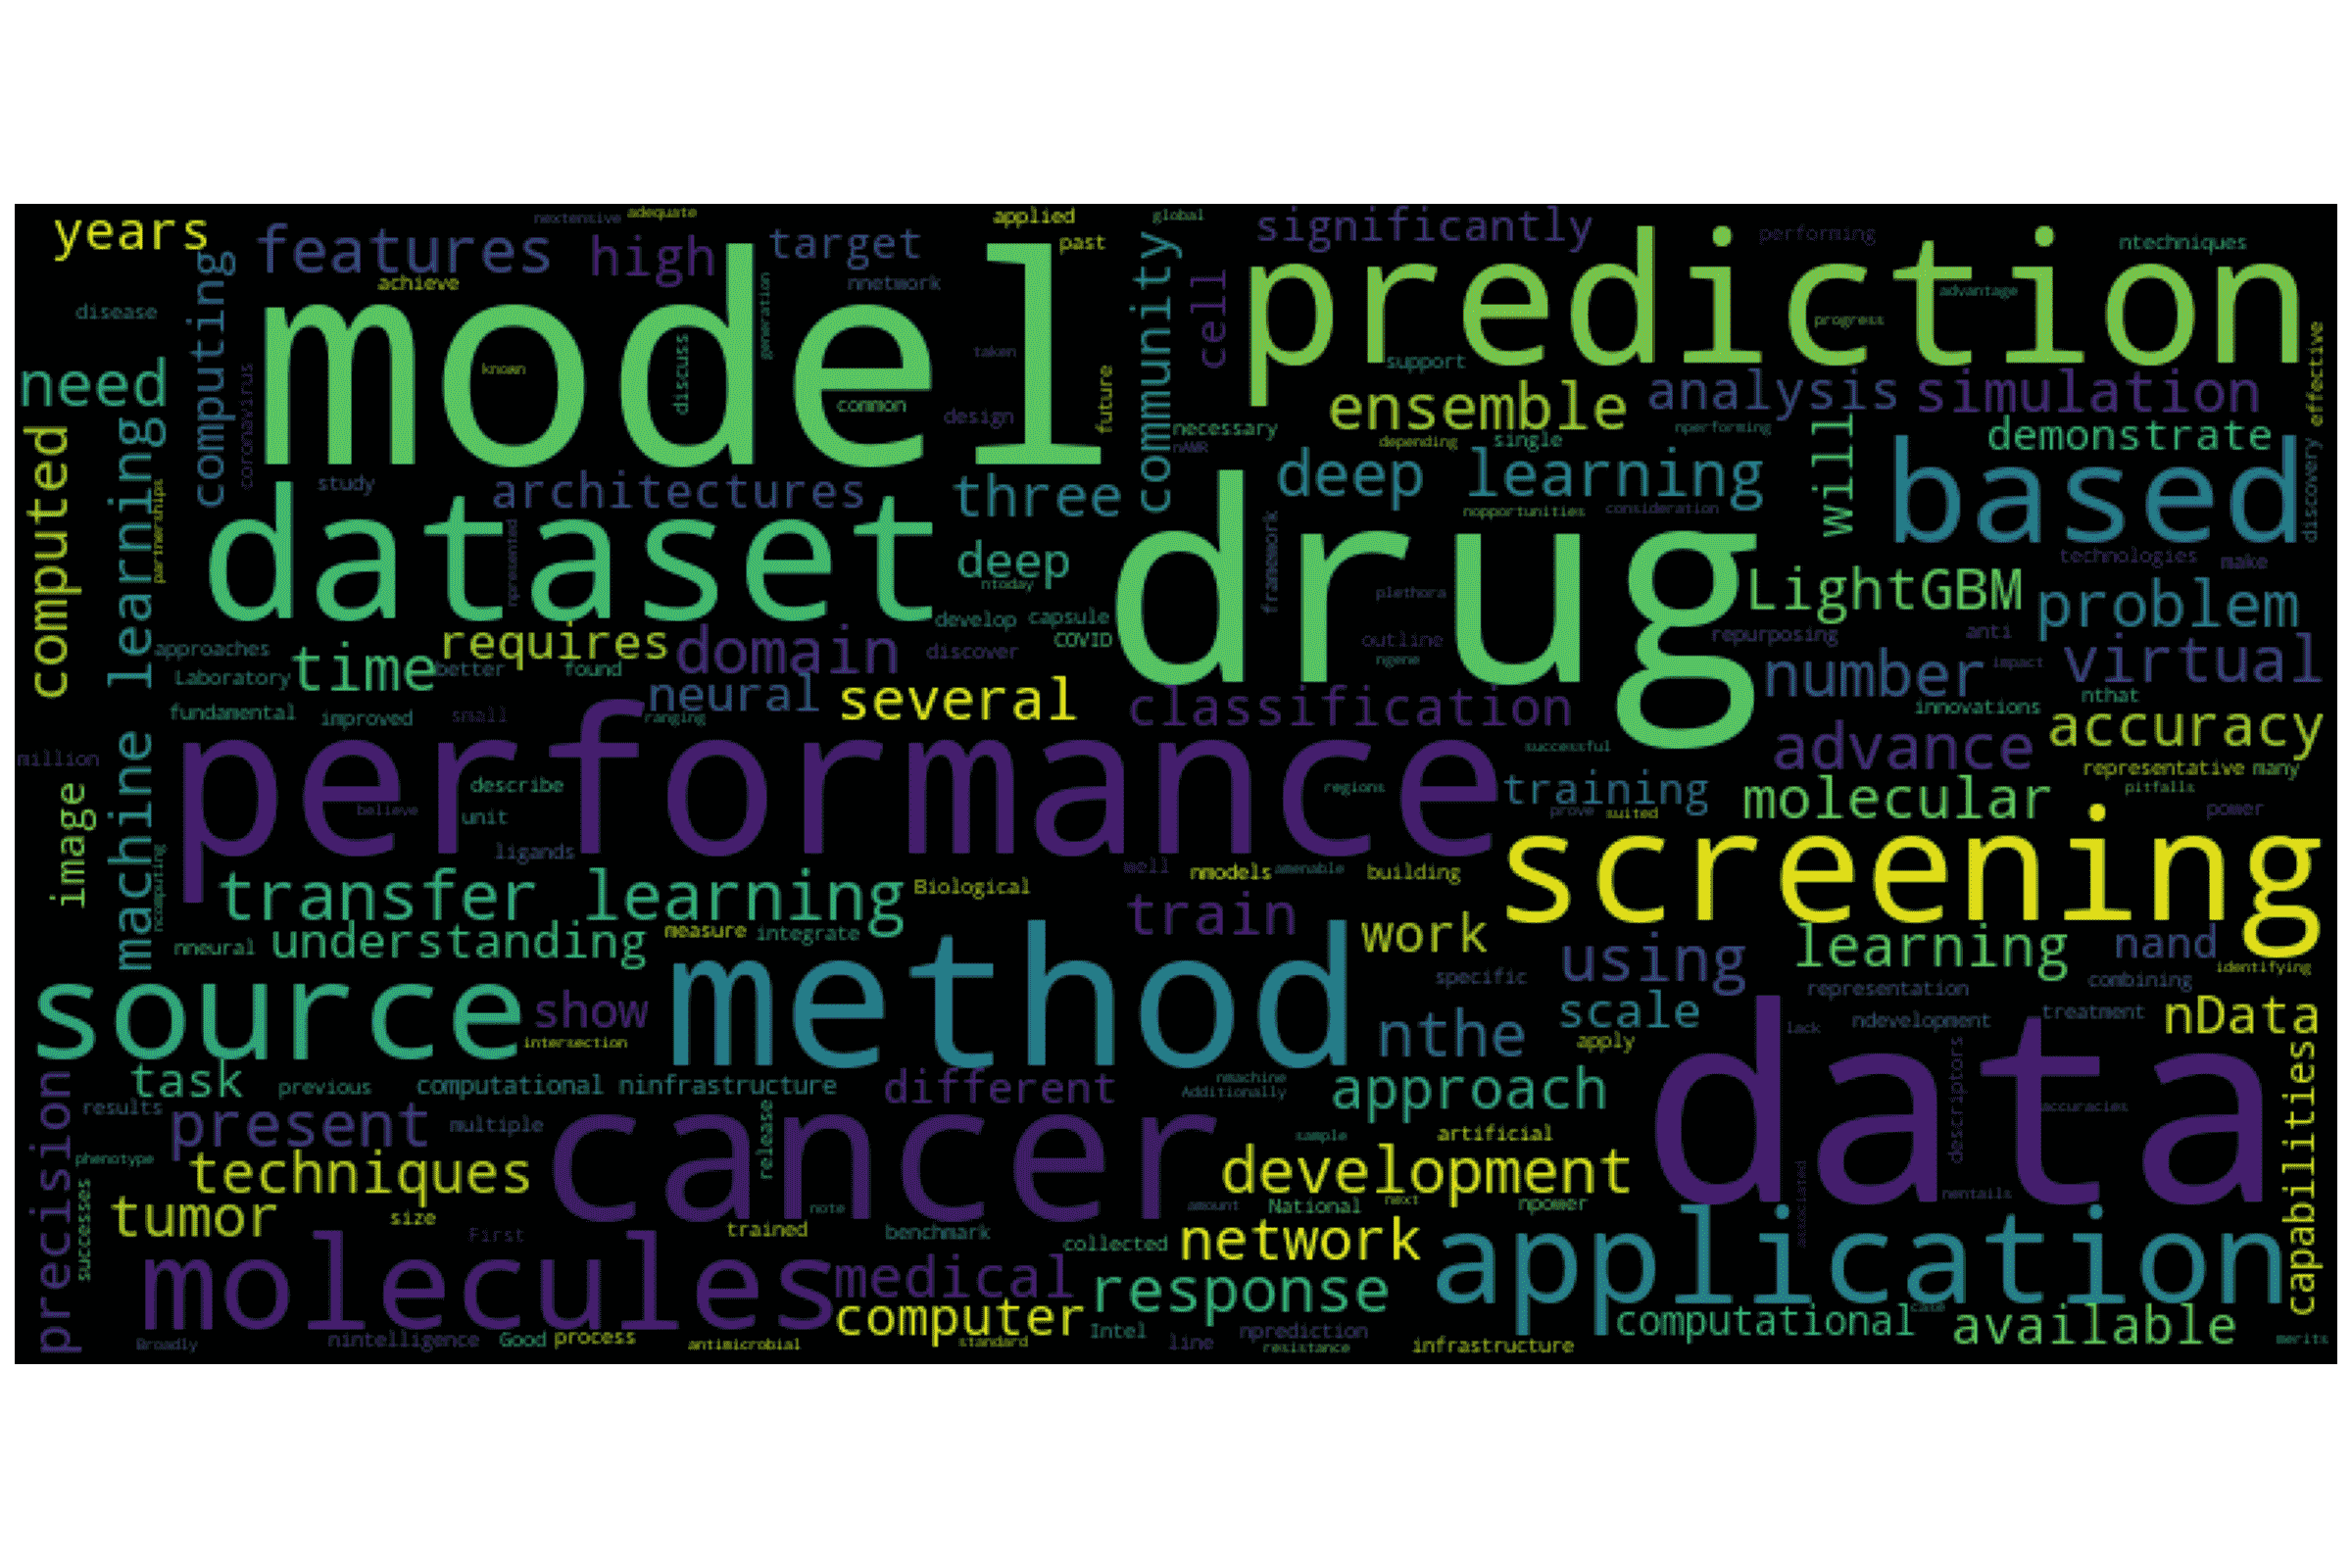 years
features
high
nextensive
adequate
target
applied
past
global
significantly
performing
ntechniques
achieve
nnetwork
generation
model
prediction
community
cell
advantage
progress
disease
computing
coronavirus
known
discuss
common
taken
design
future
support
effective
need
ensemble
analysis
simulation
necessary
nAWR
depending
single
nperforming
demonstrate
computed
machine learning
partnerships
study
architectures
three
deep learning
will
based
discovery
dataset
npresented
deep
ntoday
nopportunities
consideration
framework
drug
technologies
make
LightGBM
problem
plethora
develop
capsule
COVID
outline
ngene
repurposing
anti
impact
approaches
Laboratory
time
requires
better
found
domain
discover
number
virtual
neural
several
classification
nthat
innovations
fundamental
improved
small
ranging
million
performance
successful
advance
accuracy
representative
many
pitfalls
describe
believe
unit
regions
training
prove
suited
molecular
power
image
ncomputing
ligands
well
nmodels
amenable
building
screening
transfer learning
Biological
train
work
nneural
understanding
measure
integrate
using
learning
nand
identifying
specific
combining
representation
source
show
intersection
method
nthe
scale
apply
lack
ndevelopment
treatment
nData
task
previous
computational
ninfrastructure
different
nmachine
Additionally
approach
data
descriptors
accuracies
capabilities
precision
results
present
multiple
cancer
release
sample
artificial
phenotype
techniques
development
successes
tumor
size
First
trained
note
benchmark
amount
National
next
npower
nentails
associated
collected
network
application
molecules
medical
response
computer
Broadly
nintelligence
Good
process
antimicrobial
standard
Intel
line
nprediction
resistance
infrastructure
computational
case
available
merits